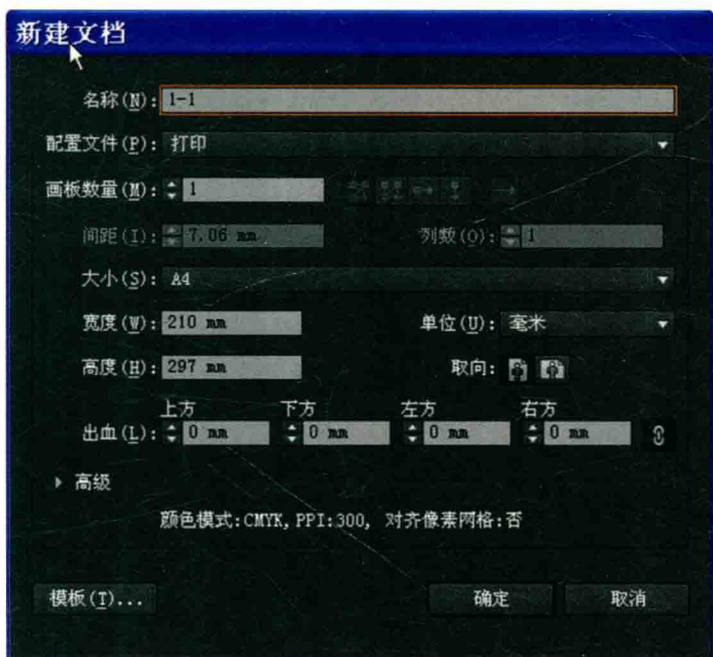 新建文档
名称(N): 1-1
配置文件(P): 打印
画板数量(M): 1
间距(I): 7.06 mm 列数(O): 1
大小(S): A4
宽度(W): 210 mm 单位(U): 毫米
高度(H): 297 mm 取向:
上方 下方 左方 右方
出血(L): 0 mm 0 mm 0 mm 0 mm
高级
颜色模式:CMYK, PPI:300, 对齐像素网格:否
模板(T)... 确定 取消